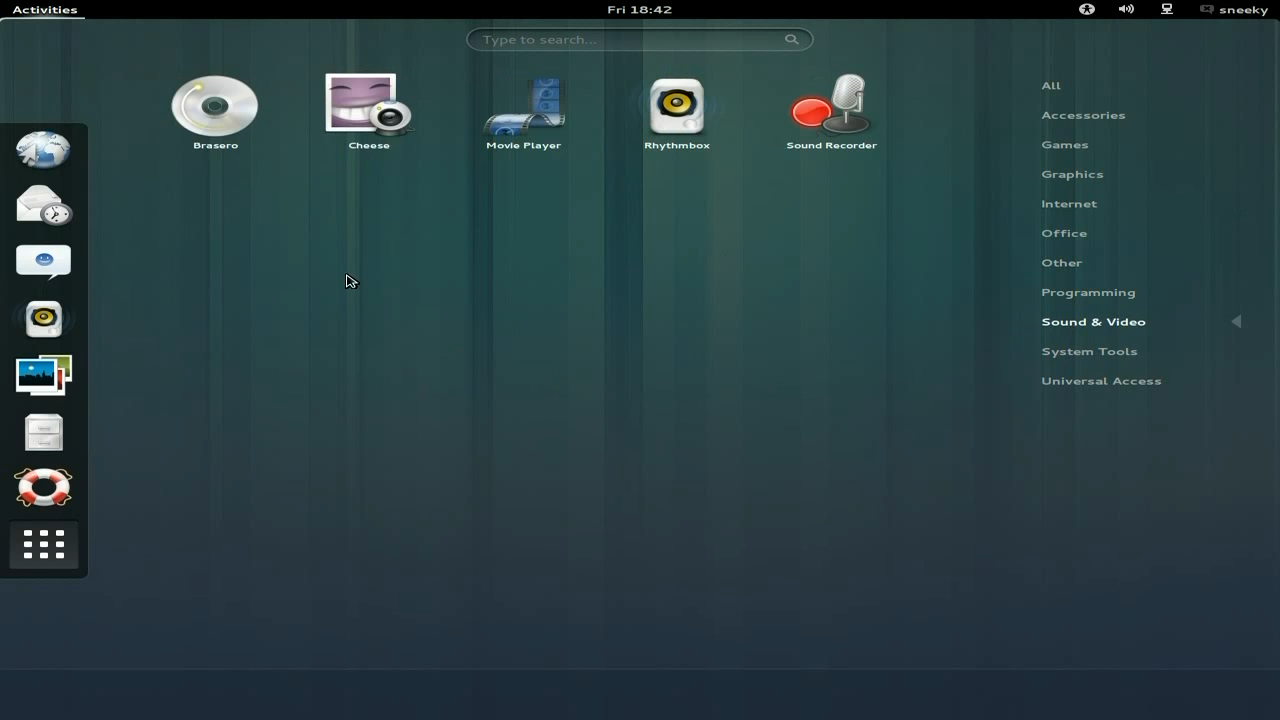 Activities
Fri 18:42
sneeky
Type to search...
Brasero
Cheese
Movie Player
Rhythmbox
Sound Recorder
All
Accessories
Games
Graphics
Internet
Office
Other
Programming
Sound & Video
System Tools
Universal Access